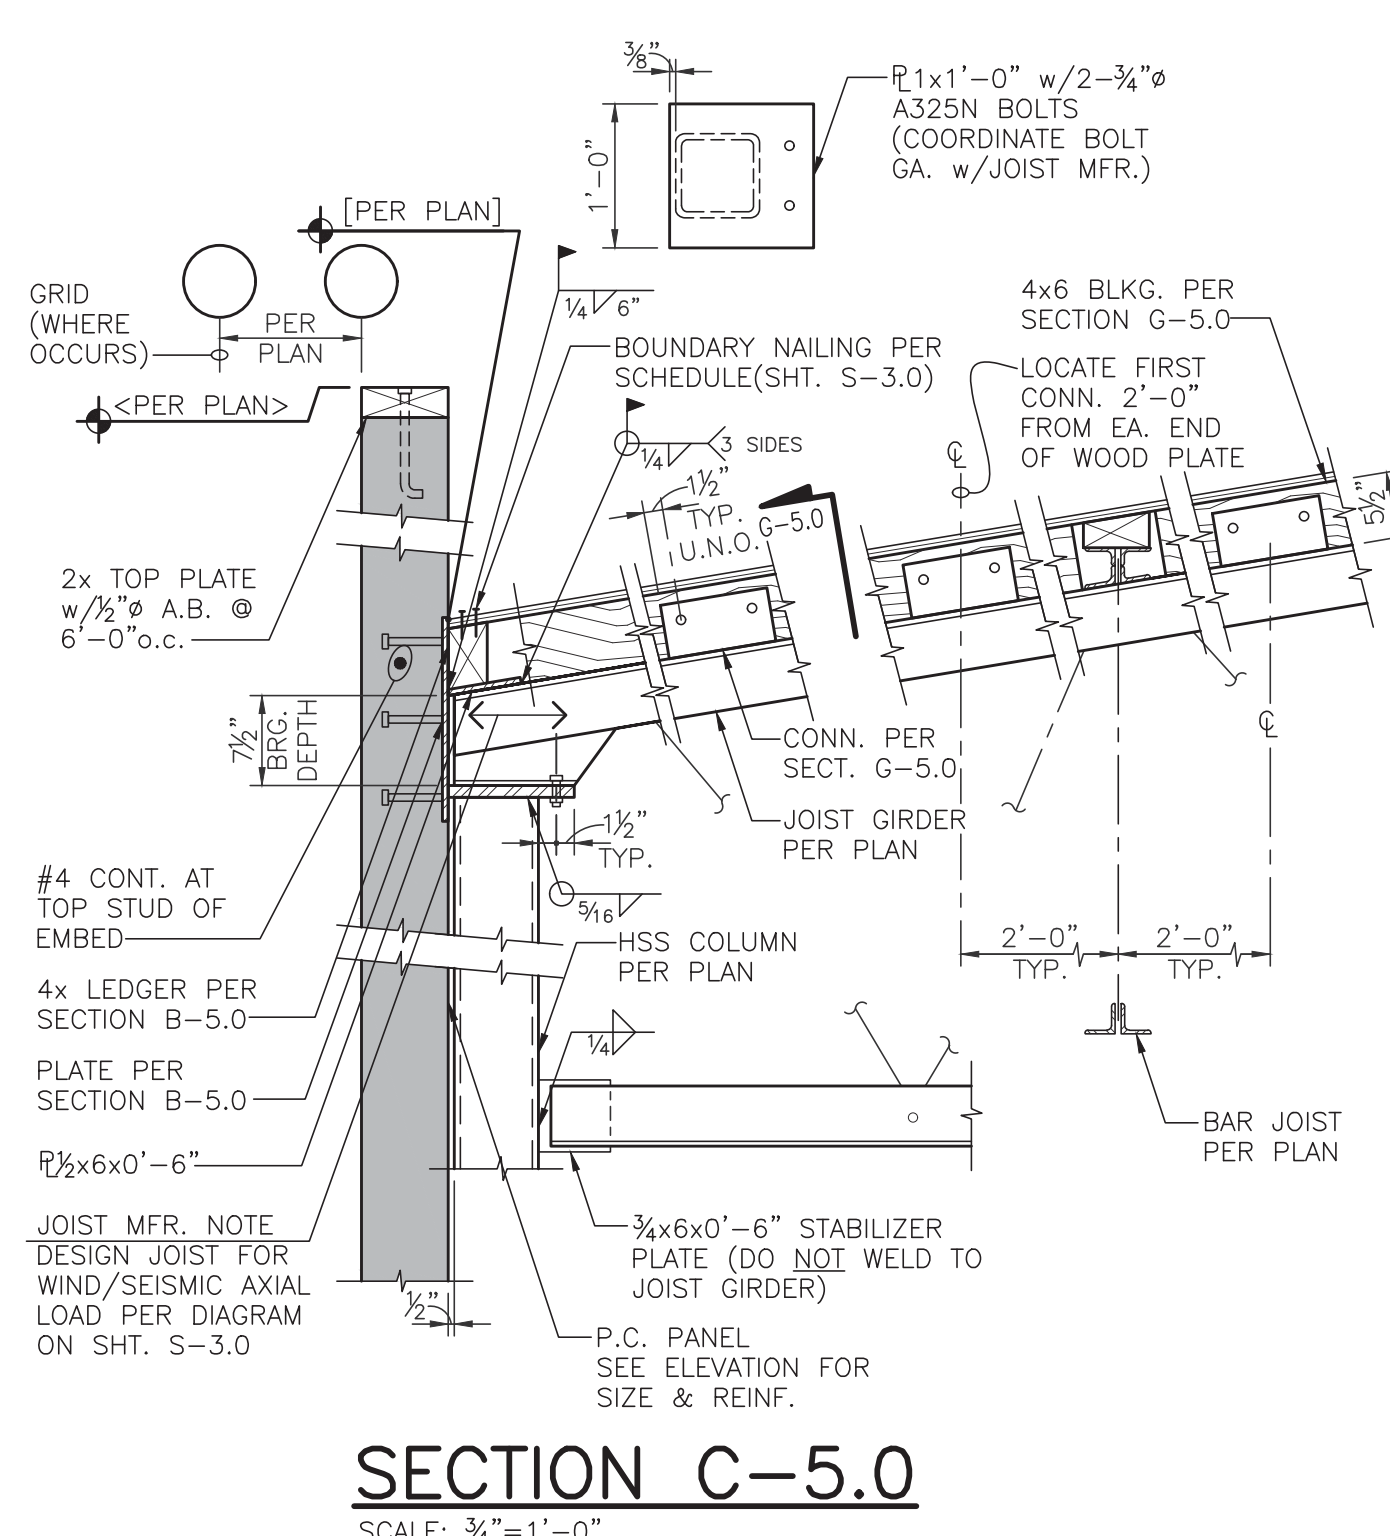 3/8"
1'-0"
℄1x1'-0" w/2-3/4"ø
A325N BOLTS
(COORDINATE BOLT
GA. w/JOIST MFR.)
[PER PLAN]
GRID
(WHERE
OCCURS)
PER
PLAN
<PER PLAN>
1/4 6"
BOUNDARY NAILING PER
SCHEDULE(SHT. S-3.0)
1/4 3 SIDES
4x6 BLKG. PER
SECTION G-5.0
LOCATE FIRST
CONN. 2'-0"
FROM EA. END
OF WOOD PLATE
℄
1 1/2"
TYP.
U.N.O.
G-5.0
5 1/2"
2x TOP PLATE
w/1/2"ø A.B. @
6'-0"o.c.
7 1/2"
BRG.
DEPTH
CONN. PER
SECT. G-5.0
℄
JOIST GIRDER
PER PLAN
1 1/2"
TYP.
5/16
#4 CONT. AT
TOP STUD OF
EMBED
HSS COLUMN
PER PLAN
2'-0"
TYP.
2'-0"
TYP.
4x LEDGER PER
SECTION B-5.0
1/4
PLATE PER
SECTION B-5.0
BAR JOIST
PER PLAN
PL1/2x6x0'-6"
JOIST MFR. NOTE
DESIGN JOIST FOR
WIND/SEISMIC AXIAL
LOAD PER DIAGRAM
ON SHT. S-3.0
3/4x6x0'-6" STABILIZER
PLATE (DO NOT WELD TO
JOIST GIRDER)
1/2"
P.C. PANEL
SEE ELEVATION FOR
SIZE & REINF.
SECTION C-5.0
SCALE: 3/4"=1'-0"